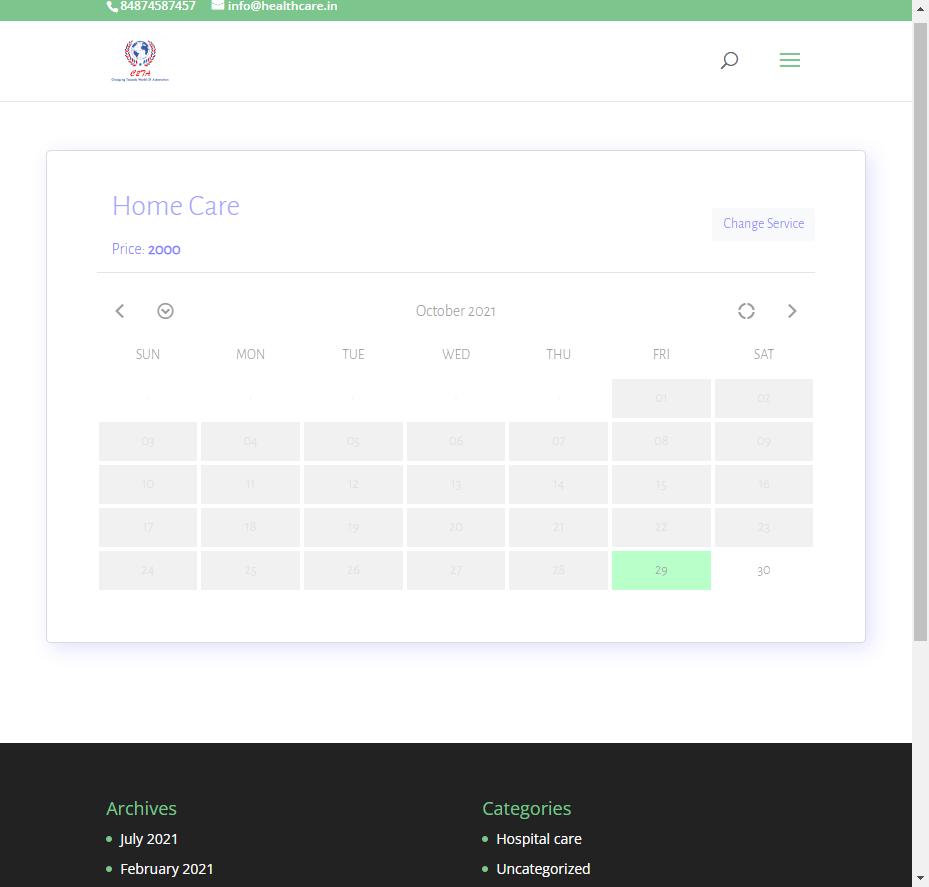 84874587457 info@healthcare.in
CETA
Changing Towards World Of Automation
Home Care
Change Service
Price: 2000
October 2021
SUN MON TUE WED THU FRI SAT
01 02
03 04 05 06 07 08 09
10 11 12 13 14 15 16
17 18 19 20 21 22 23
24 25 26 27 28 29 30
Archives
July 2021
February 2021
Categories
Hospital care
Uncategorized